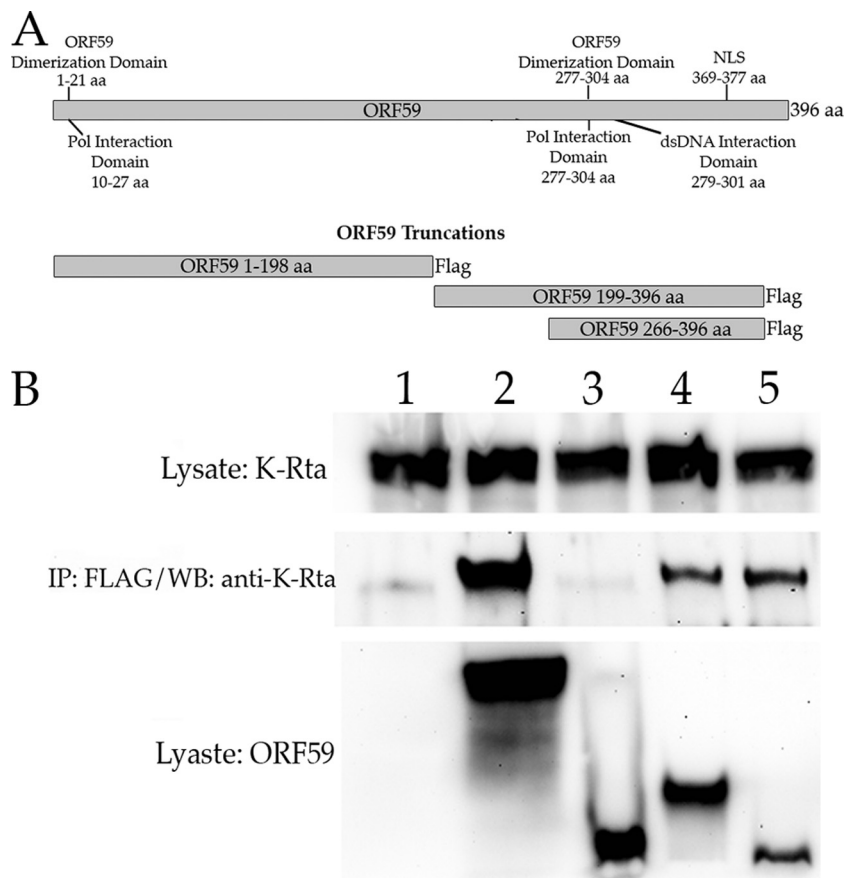 A
ORF59
Dimerization Domain
1-21 aa
ORF59
Dimerization Domain
277-304 aa
NLS
369-377 aa
ORF59
396 aa
Pol Interaction
Domain
10-27 aa
Pol Interaction
Domain
277-304 aa
dsDNA Interaction
Domain
279-301 aa
ORF59 Truncations
ORF59 1-198 aa
Flag
ORF59 199-396 aa
Flag
ORF59 266-396 aa
Flag
B
1 2 3 4 5
Lysate: K-Rta
IP: FLAG/WB: anti-K-Rta
Lyaste: ORF59